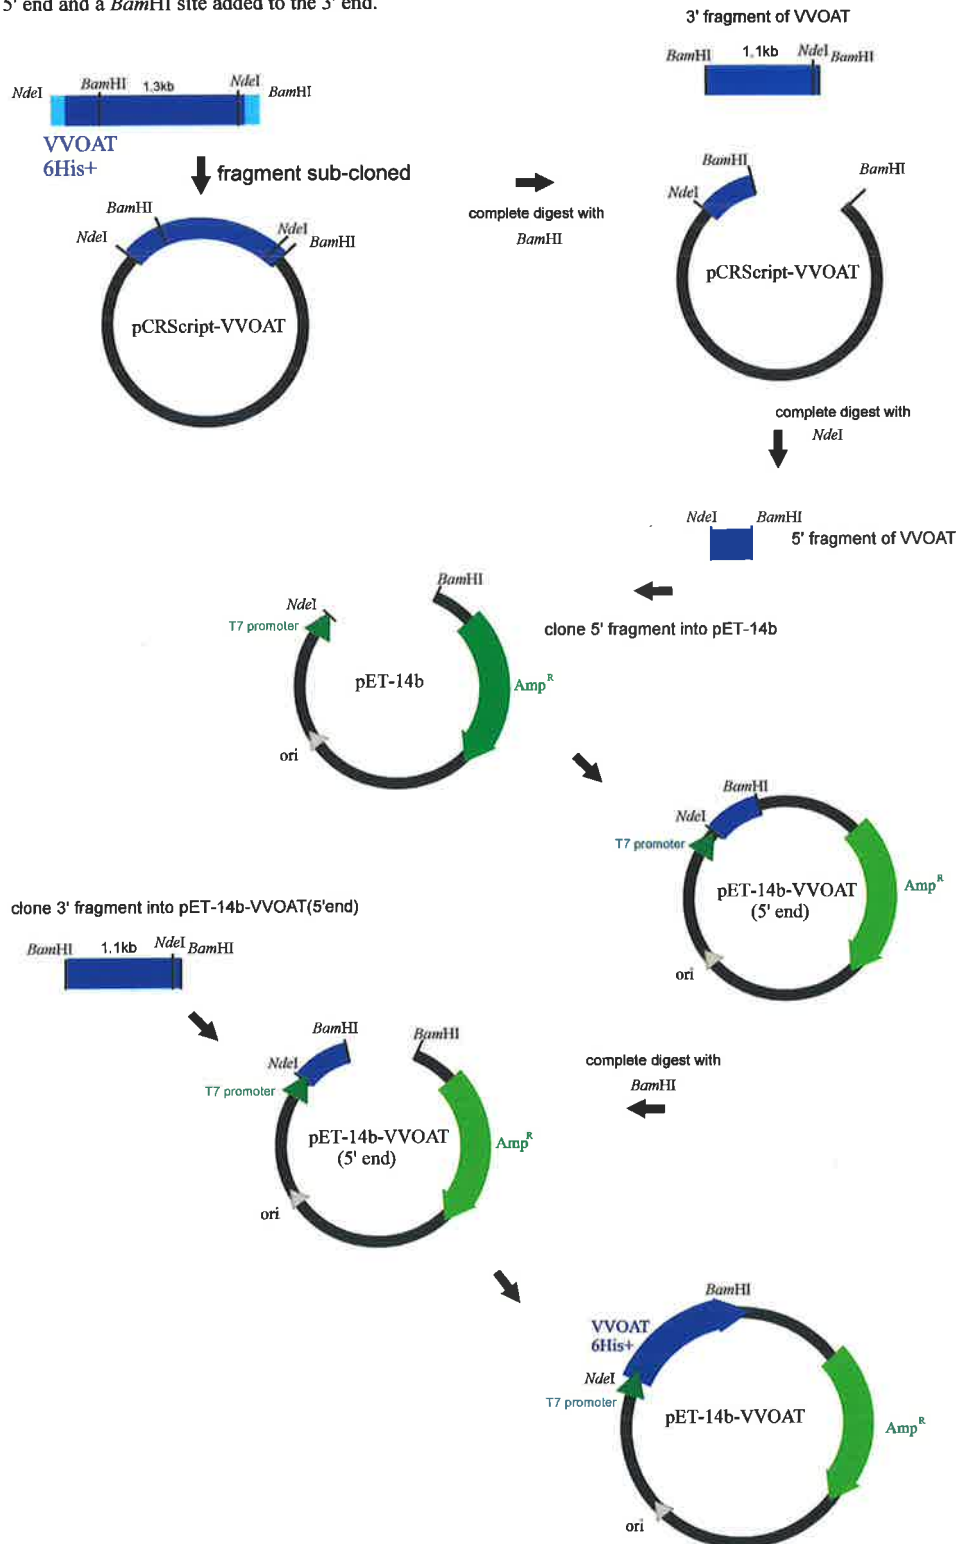 5' end and a BamHI site added to the 3' end.
3' fragment of VVOAT
BamHI 1.1kb NdeI BamHI
NdeI BamHI 1.3kb NdeI BamHI
VVOAT
6His+
fragment sub-cloned
BamHI
NdeI NdeI BamHI
pCRScript-VVOAT
complete digest with
BamHI
BamHI BamHI
NdeI
pCRScript-VVOAT
complete digest with
NdeI
NdeI BamHI
5' fragment of VVOAT
clone 5' fragment into pET-14b
BamHI
NdeI
T7 promoter
pET-14b
AmpR
ori
BamHI
NdeI
T7 promoter
pET-14b-VVOAT
(5' end)
AmpR
ori
clone 3' fragment into pET-14b-VVOAT(5'end)
BamHI 1.1kb NdeI BamHI
BamHI BamHI
NdeI
T7 promoter
pET-14b-VVOAT
(5' end)
AmpR
ori
complete digest with
BamHI
BamHI
VVOAT
6His+
NdeI
T7 promoter
pET-14b-VVOAT
AmpR
ori